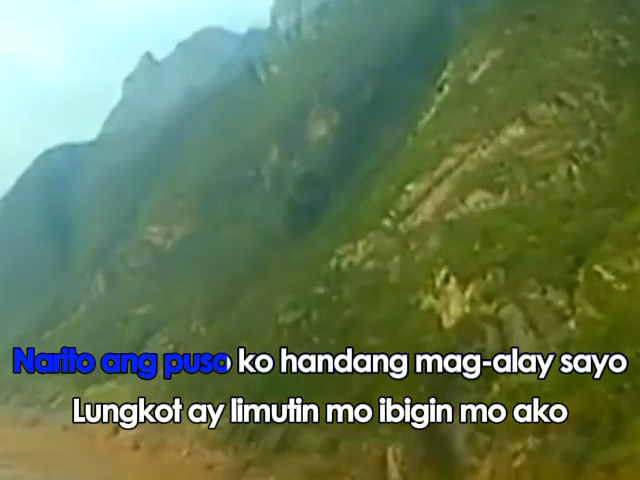 Narito ang puso ko handang mag-alay sayo
Lungkot ay limutin mo ibigin mo ako